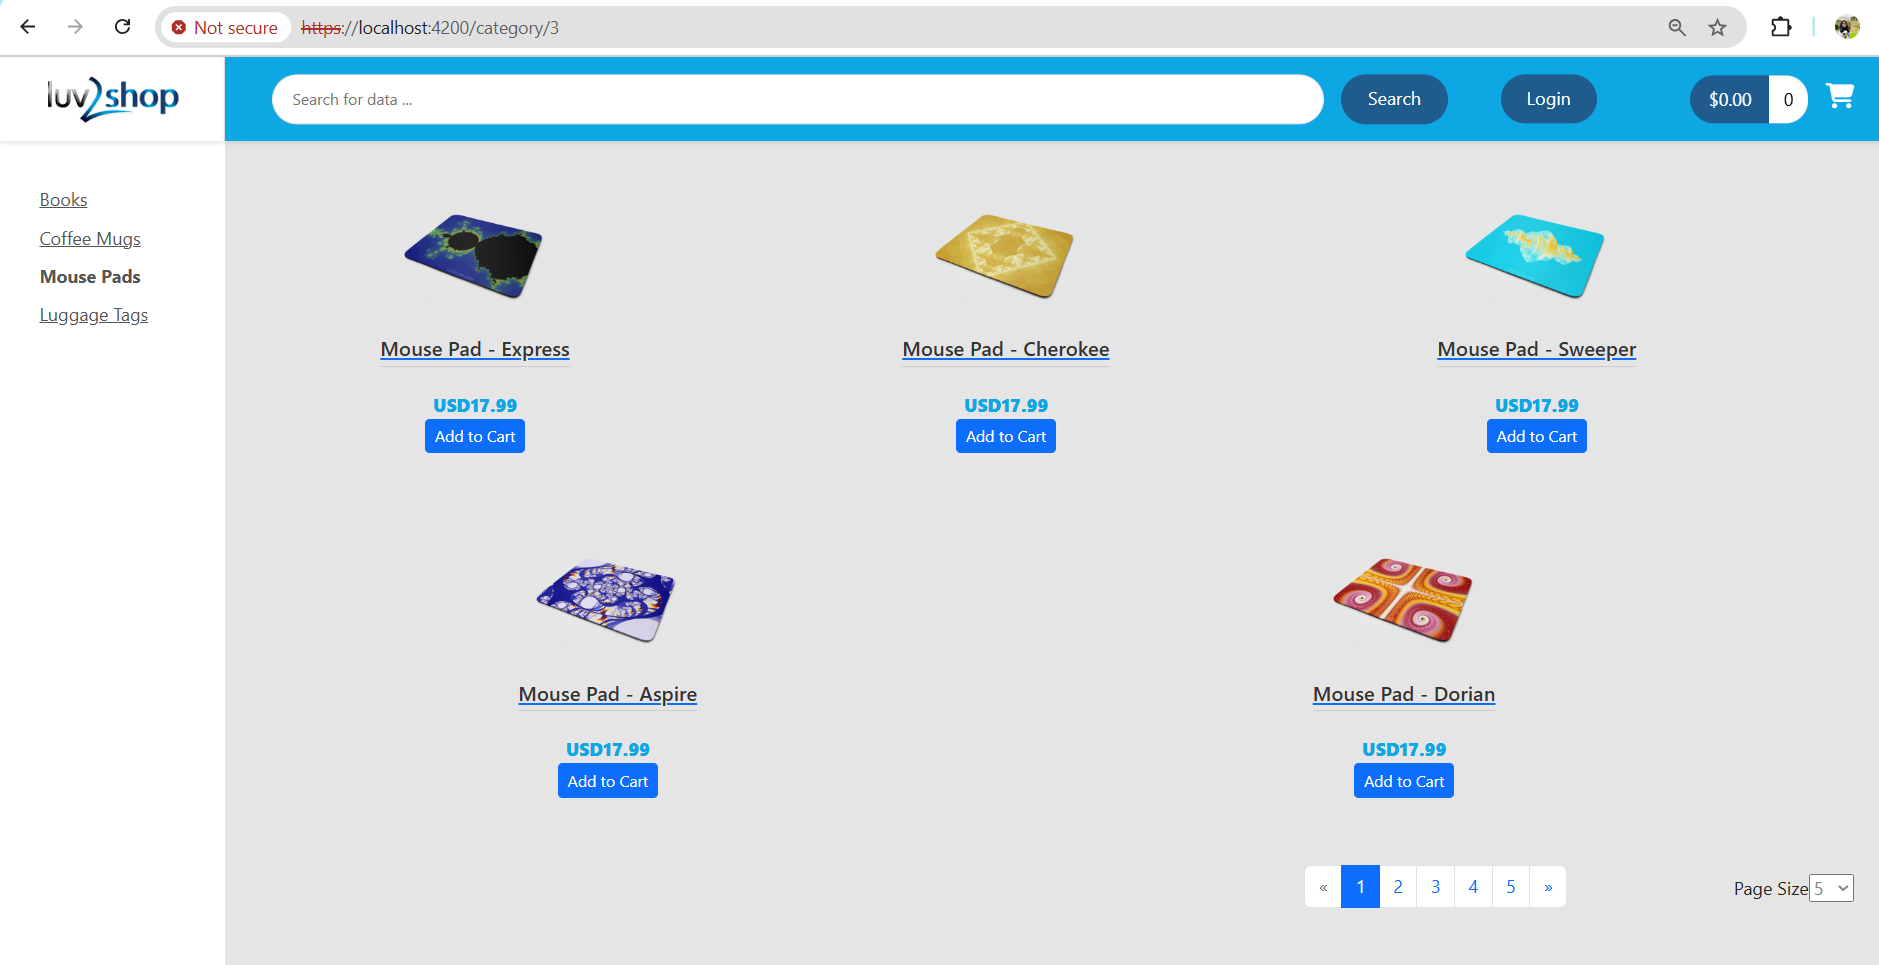 Not secure https://localhost:4200/category/3
luv2shop
Search for data ...
Search
Login
$0.00
0
Books
Coffee Mugs
Mouse Pads
Luggage Tags
Mouse Pad - Express
USD17.99
Add to Cart
Mouse Pad - Cherokee
USD17.99
Add to Cart
Mouse Pad - Sweeper
USD17.99
Add to Cart
Mouse Pad - Aspire
USD17.99
Add to Cart
Mouse Pad - Dorian
USD17.99
Add to Cart
« 1 2 3 4 5 »
Page Size 5